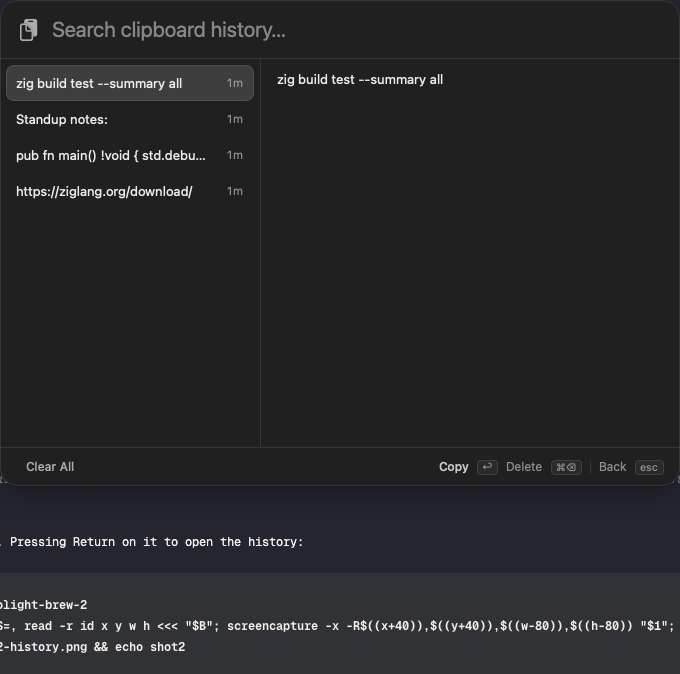 Search clipboard history...
zig build test --summary all 1m
Standup notes: 1m
pub fn main() !void { std.debu... 1m
https://ziglang.org/download/ 1m
zig build test --summary all
Clear All Copy ↩ Delete ⌘⌫ Back esc
. Pressing Return on it to open the history:
olight-brew-2
S=, read -r id x y w h <<< "$B"; screencapture -x -R$((x+40)),$((y+40)),$((w-80)),$((h-80)) "$1";
2-history.png && echo shot2